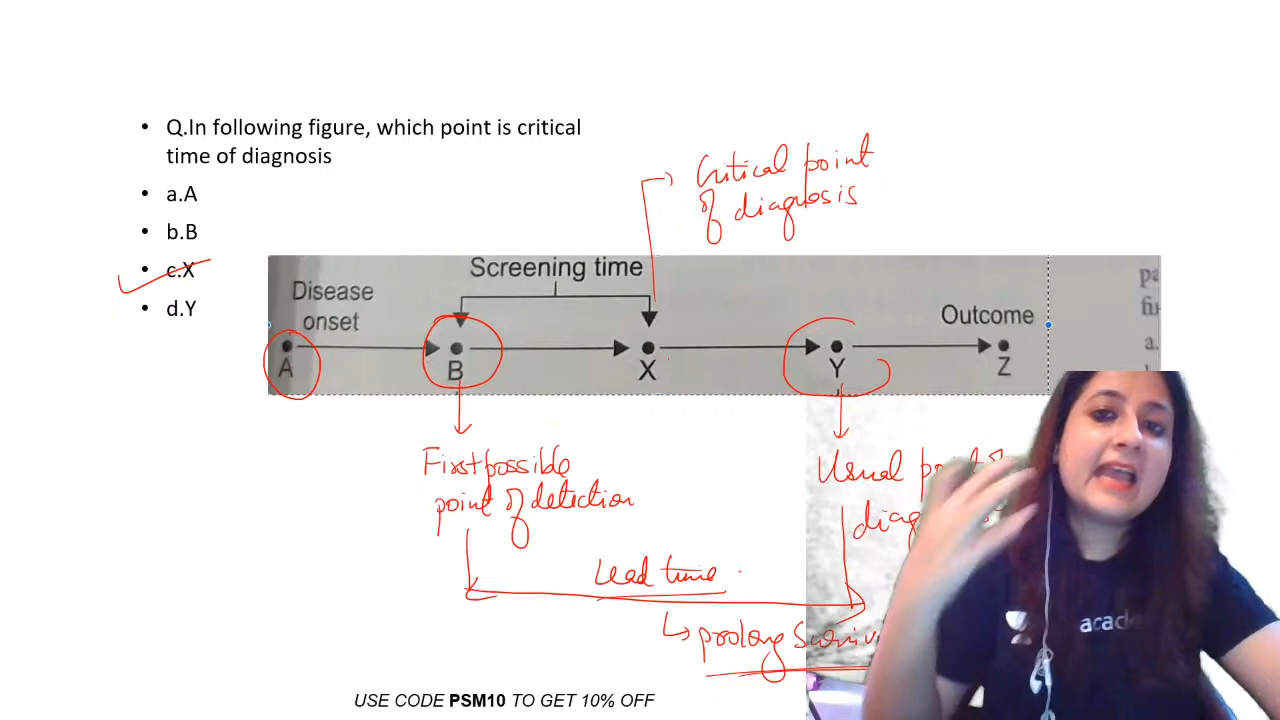 • Q.In following figure, which point is critical
time of diagnosis
• a.A
• b.B
• c.X
• d.Y
Critical point
of diagnosis
Screening time
Disease
onset
Outcome
A
B
X
Y
Z
a.
First possible
point of detection
Usual
Lead time
prolong
acad
USE CODE PSM10 TO GET 10% OFF